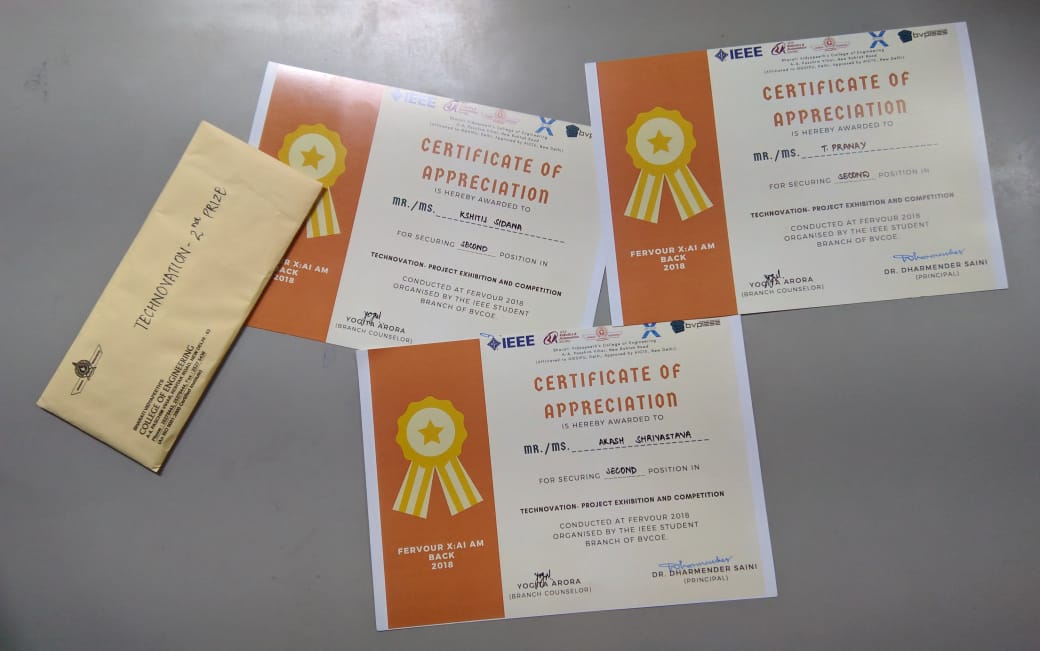 TECHNOVATION - 2nd PRIZE
BHARATI VIDYAPEETH'S
COLLEGE OF ENGINEERING
IEEE
bvp
Bharati Vidyapeeth's College of Engineering
A-4, Paschim Vihar, New Rohtak Road
(Affiliated to GGSIPU, Delhi, Approved by AICTE, New Delhi)
CERTIFICATE OF
APPRECIATION
IS HEREBY AWARDED TO
MR./MS. KSHITIJ SIDANA
FOR SECURING SECOND POSITION IN
TECHNOVATION- PROJECT EXHIBITION AND COMPETITION
CONDUCTED AT FERVOUR 2018
ORGANISED BY THE IEEE STUDENT
BRANCH OF BVCOE.
YOGITA ARORA
(BRANCH COUNSELOR)
R X:AI AM
BACK
2018
IEEE
bvpieee
Bharati Vidyapeeth's College of Engineering
A-4, Paschim Vihar, New Rohtak Road
(Affiliated to GGSIPU, Delhi, Approved by AICTE, New Delhi)
CERTIFICATE OF
APPRECIATION
IS HEREBY AWARDED TO
MR./MS. T. PRANAY
FOR SECURING SECOND POSITION IN
TECHNOVATION- PROJECT EXHIBITION AND COMPETITION
CONDUCTED AT FERVOUR 2018
ORGANISED BY THE IEEE STUDENT
BRANCH OF BVCOE.
YOGITA ARORA
(BRANCH COUNSELOR)
DR. DHARMENDER SAINI
(PRINCIPAL)
FERVOUR X:AI AM
BACK
2018
IEEE
bvpieee
Bharati Vidyapeeth's College of Engineering
A-4, Paschim Vihar, New Rohtak Road
(Affiliated to GGSIPU, Delhi, Approved by AICTE, New Delhi)
CERTIFICATE OF
APPRECIATION
IS HEREBY AWARDED TO
MR./MS. AKASH SHRIVASTAVA
FOR SECURING SECOND POSITION IN
TECHNOVATION- PROJECT EXHIBITION AND COMPETITION
CONDUCTED AT FERVOUR 2018
ORGANISED BY THE IEEE STUDENT
BRANCH OF BVCOE.
YOGITA ARORA
(BRANCH COUNSELOR)
DR. DHARMENDER SAINI
(PRINCIPAL)
FERVOUR X:AI AM
BACK
2018